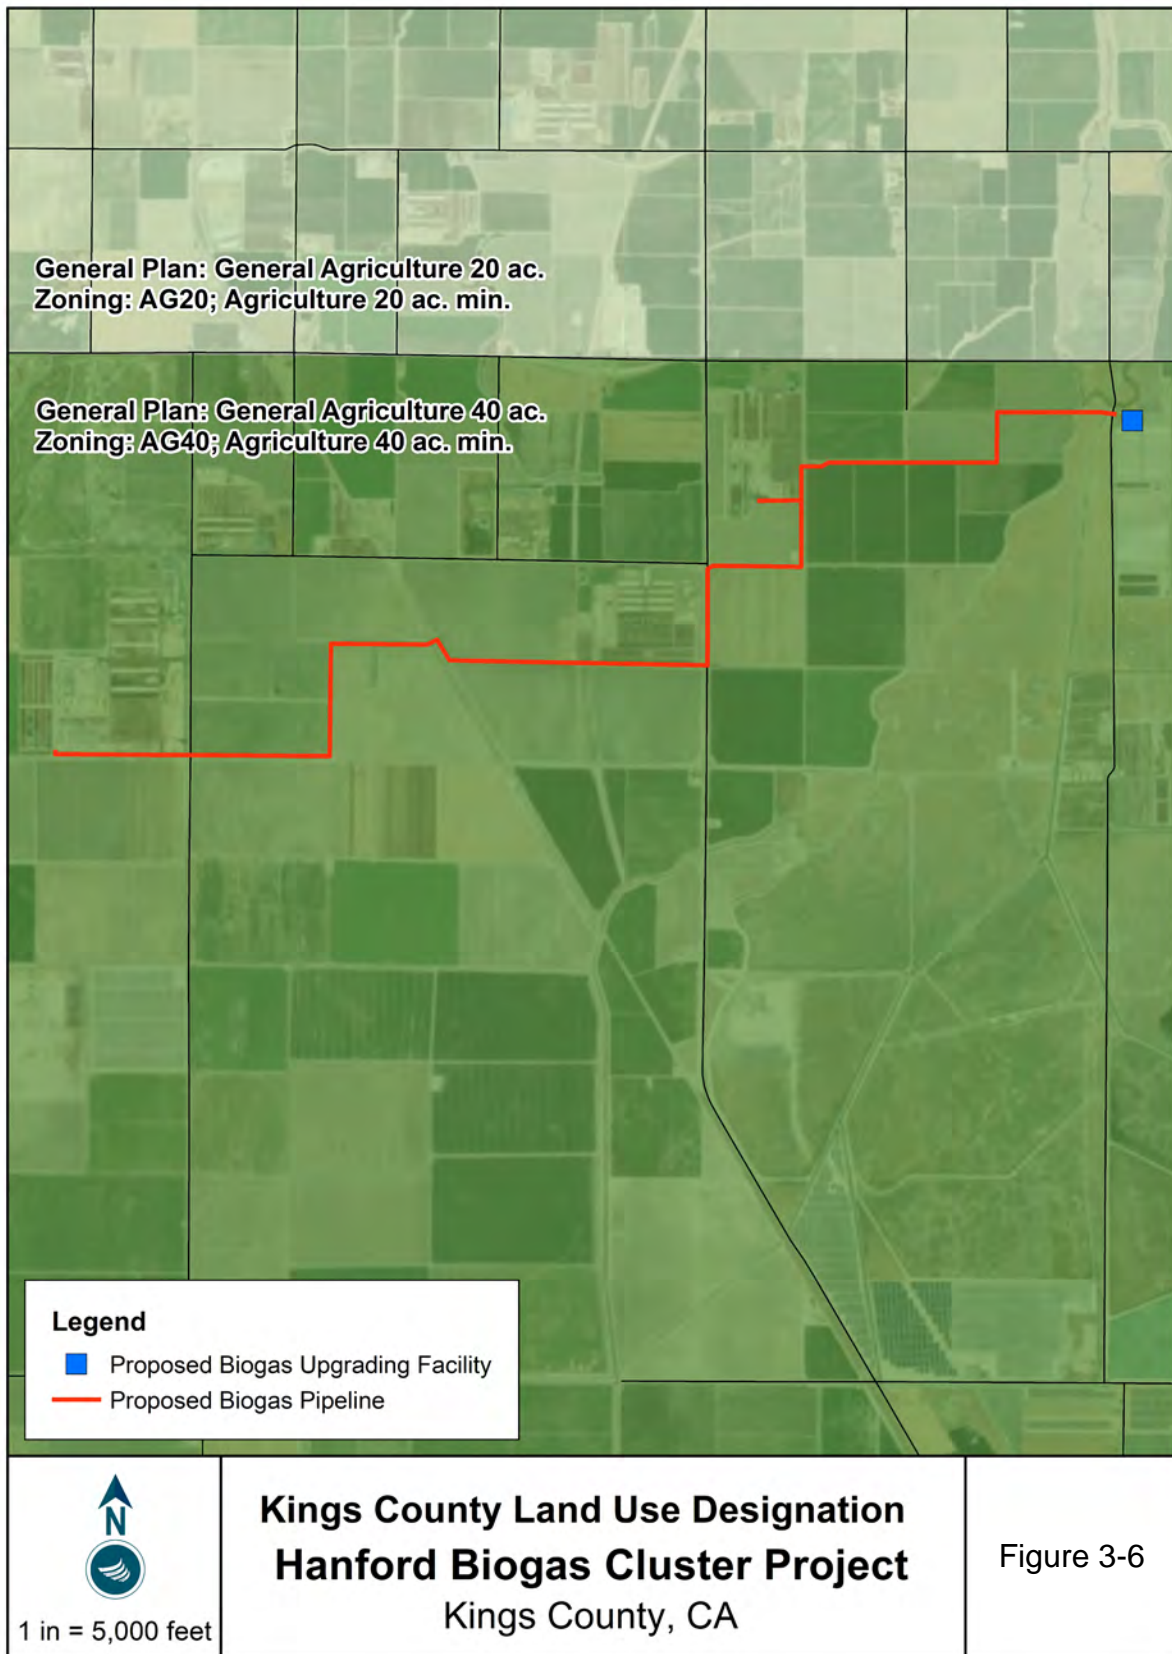 General Plan: General Agriculture 20 ac.
Zoning: AG20; Agriculture 20 ac. min.
General Plan: General Agriculture 40 ac.
Zoning: AG40; Agriculture 40 ac. min.
Legend
Proposed Biogas Upgrading Facility
Proposed Biogas Pipeline
N
1 in = 5,000 feet
Kings County Land Use Designation
Hanford Biogas Cluster Project
Kings County, CA
Figure 3-6